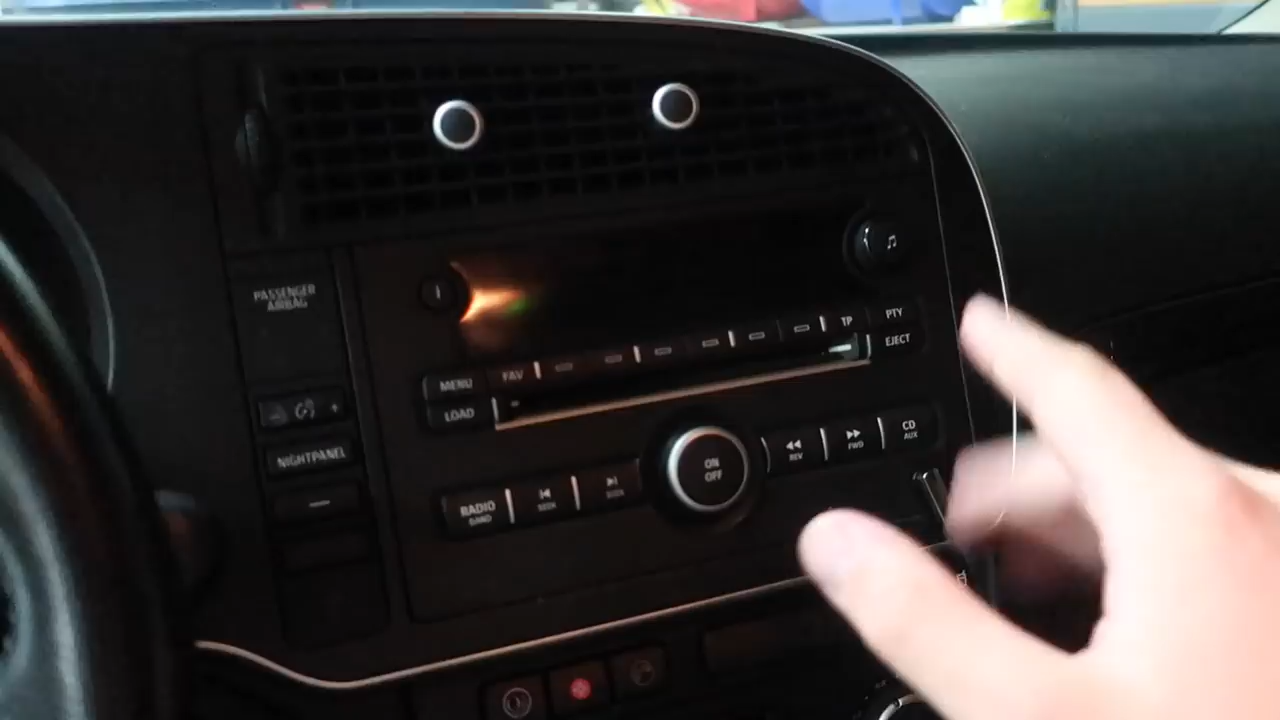 PASSENGER
AIRBAG
i
TP
PTY
EJECT
MENU
FAV
LOAD
NIGHTPANEL
ON
OFF
REV
FWD
CD
AUX
RADIO
BAND
SEEK
SEEK